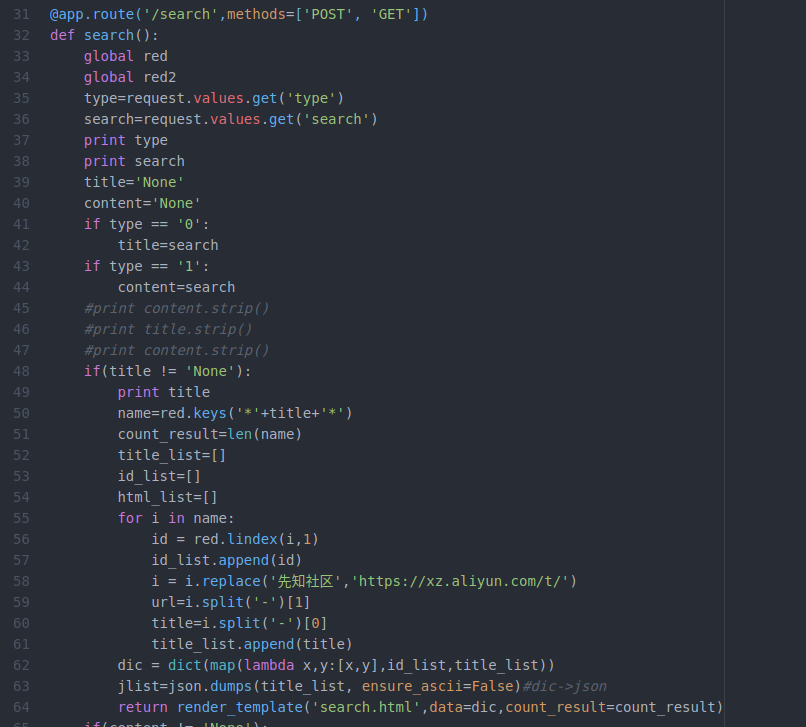 31 @app.route('/search',methods=['POST', 'GET'])
32 def search():
33     global red
34     global red2
35     type=request.values.get('type')
36     search=request.values.get('search')
37     print type
38     print search
39     title='None'
40     content='None'
41     if type == '0':
42         title=search
43     if type == '1':
44         content=search
45     #print content.strip()
46     #print title.strip()
47     #print content.strip()
48     if(title != 'None'):
49         print title
50         name=red.keys('*'+title+'*')
51         count_result=len(name)
52         title_list=[]
53         id_list=[]
54         html_list=[]
55         for i in name:
56             id = red.lindex(i,1)
57             id_list.append(id)
58             i = i.replace('先知社区','https://xz.aliyun.com/t/')
59             url=i.split('-')[1]
60             title=i.split('-')[0]
61             title_list.append(title)
62         dic = dict(map(lambda x,y:[x,y],id_list,title_list))
63         jlist=json.dumps(title_list, ensure_ascii=False)#dic->json
64         return render_template('search.html',data=dic,count_result=count_result)
65     if(content != 'None'):